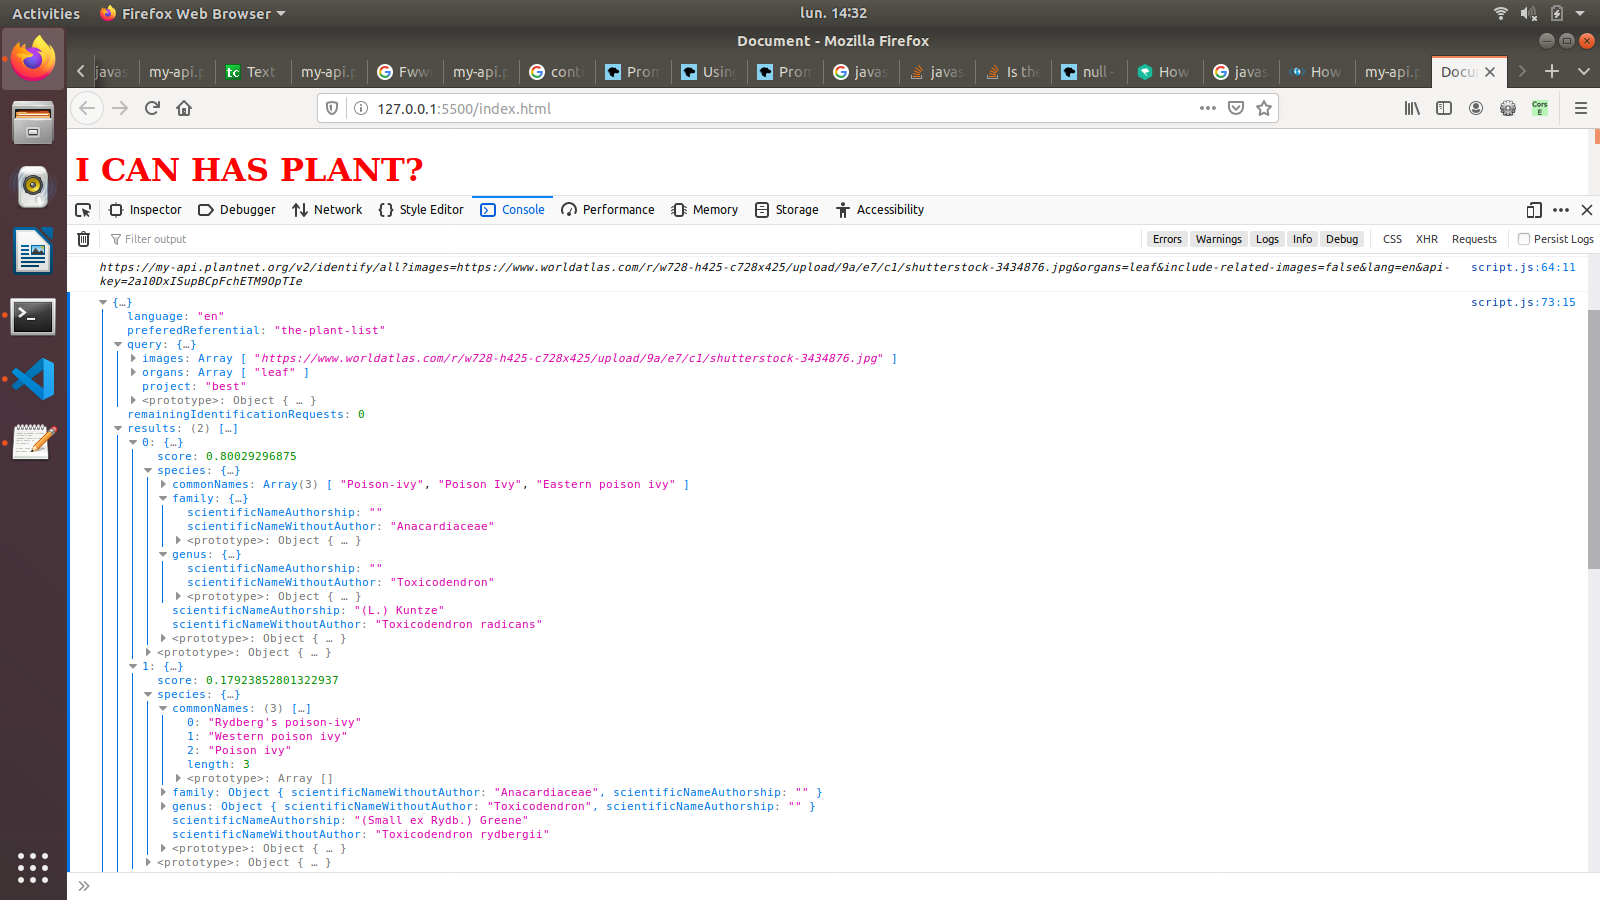 Activities Firefox Web Browser lun. 14:32
Document - Mozilla Firefox
javas my-api.p Text my-api.p Fwwv my-api.p conti Prom Using Prom javas javas Is the null - How javas How my-api.p Docu
127.0.0.1:5500/index.html Cors E
I CAN HAS PLANT?
Inspector Debugger Network Style Editor Console Performance Memory Storage Accessibility
Filter output Errors Warnings Logs Info Debug CSS XHR Requests Persist Logs
https://my-api.plantnet.org/v2/identify/all?images=https://www.worldatlas.com/r/w728-h425-c728x425/upload/9a/e7/c1/shutterstock-3434876.jpg&organs=leaf&include-related-images=false&lang=en&api- script.js:64:11
key=2a10DxISupBCpFchETM9OpTIe
{…} script.js:73:15
language: "en"
preferedReferential: "the-plant-list"
query: {…}
images: Array [ "https://www.worldatlas.com/r/w728-h425-c728x425/upload/9a/e7/c1/shutterstock-3434876.jpg" ]
organs: Array [ "leaf" ]
project: "best"
<prototype>: Object { … }
remainingIdentificationRequests: 0
results: (2) […]
0: {…}
score: 0.80029296875
species: {…}
commonNames: Array(3) [ "Poison-ivy", "Poison Ivy", "Eastern poison ivy" ]
family: {…}
scientificNameAuthorship: ""
scientificNameWithoutAuthor: "Anacardiaceae"
<prototype>: Object { … }
genus: {…}
scientificNameAuthorship: ""
scientificNameWithoutAuthor: "Toxicodendron"
<prototype>: Object { … }
scientificNameAuthorship: "(L.) Kuntze"
scientificNameWithoutAuthor: "Toxicodendron radicans"
<prototype>: Object { … }
<prototype>: Object { … }
1: {…}
score: 0.17923852801322937
species: {…}
commonNames: (3) […]
0: "Rydberg's poison-ivy"
1: "Western poison ivy"
2: "Poison ivy"
length: 3
<prototype>: Array []
family: Object { scientificNameWithoutAuthor: "Anacardiaceae", scientificNameAuthorship: "" }
genus: Object { scientificNameWithoutAuthor: "Toxicodendron", scientificNameAuthorship: "" }
scientificNameAuthorship: "(Small ex Rydb.) Greene"
scientificNameWithoutAuthor: "Toxicodendron rydbergii"
<prototype>: Object { … }
<prototype>: Object { … }